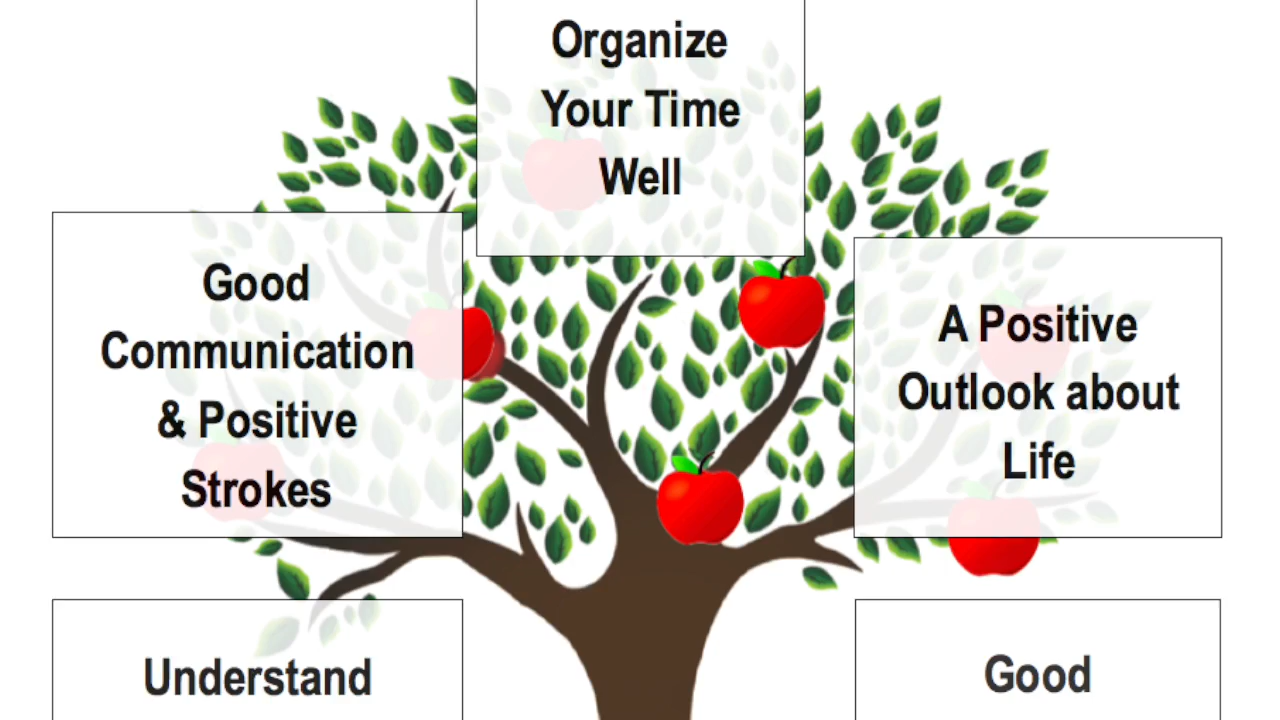 Organize
Your Time
Well
Good
Communication
& Positive
Strokes
A Positive
Outlook about
Life
Understand
Good